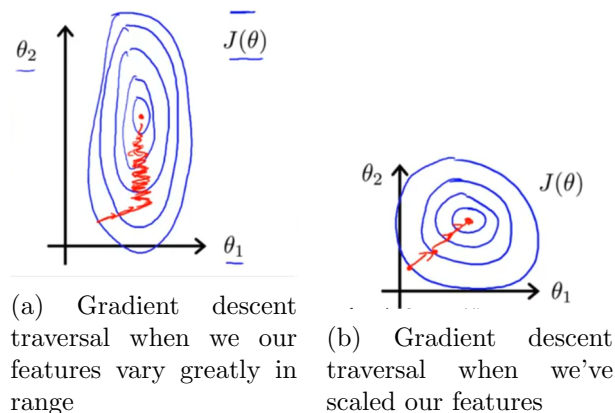 θ₂
J(θ)
θ₁
(a) Gradient descent
traversal when we our
features vary greatly in
range
θ₂
J(θ)
θ₁
(b) Gradient descent
traversal when we've
scaled our features